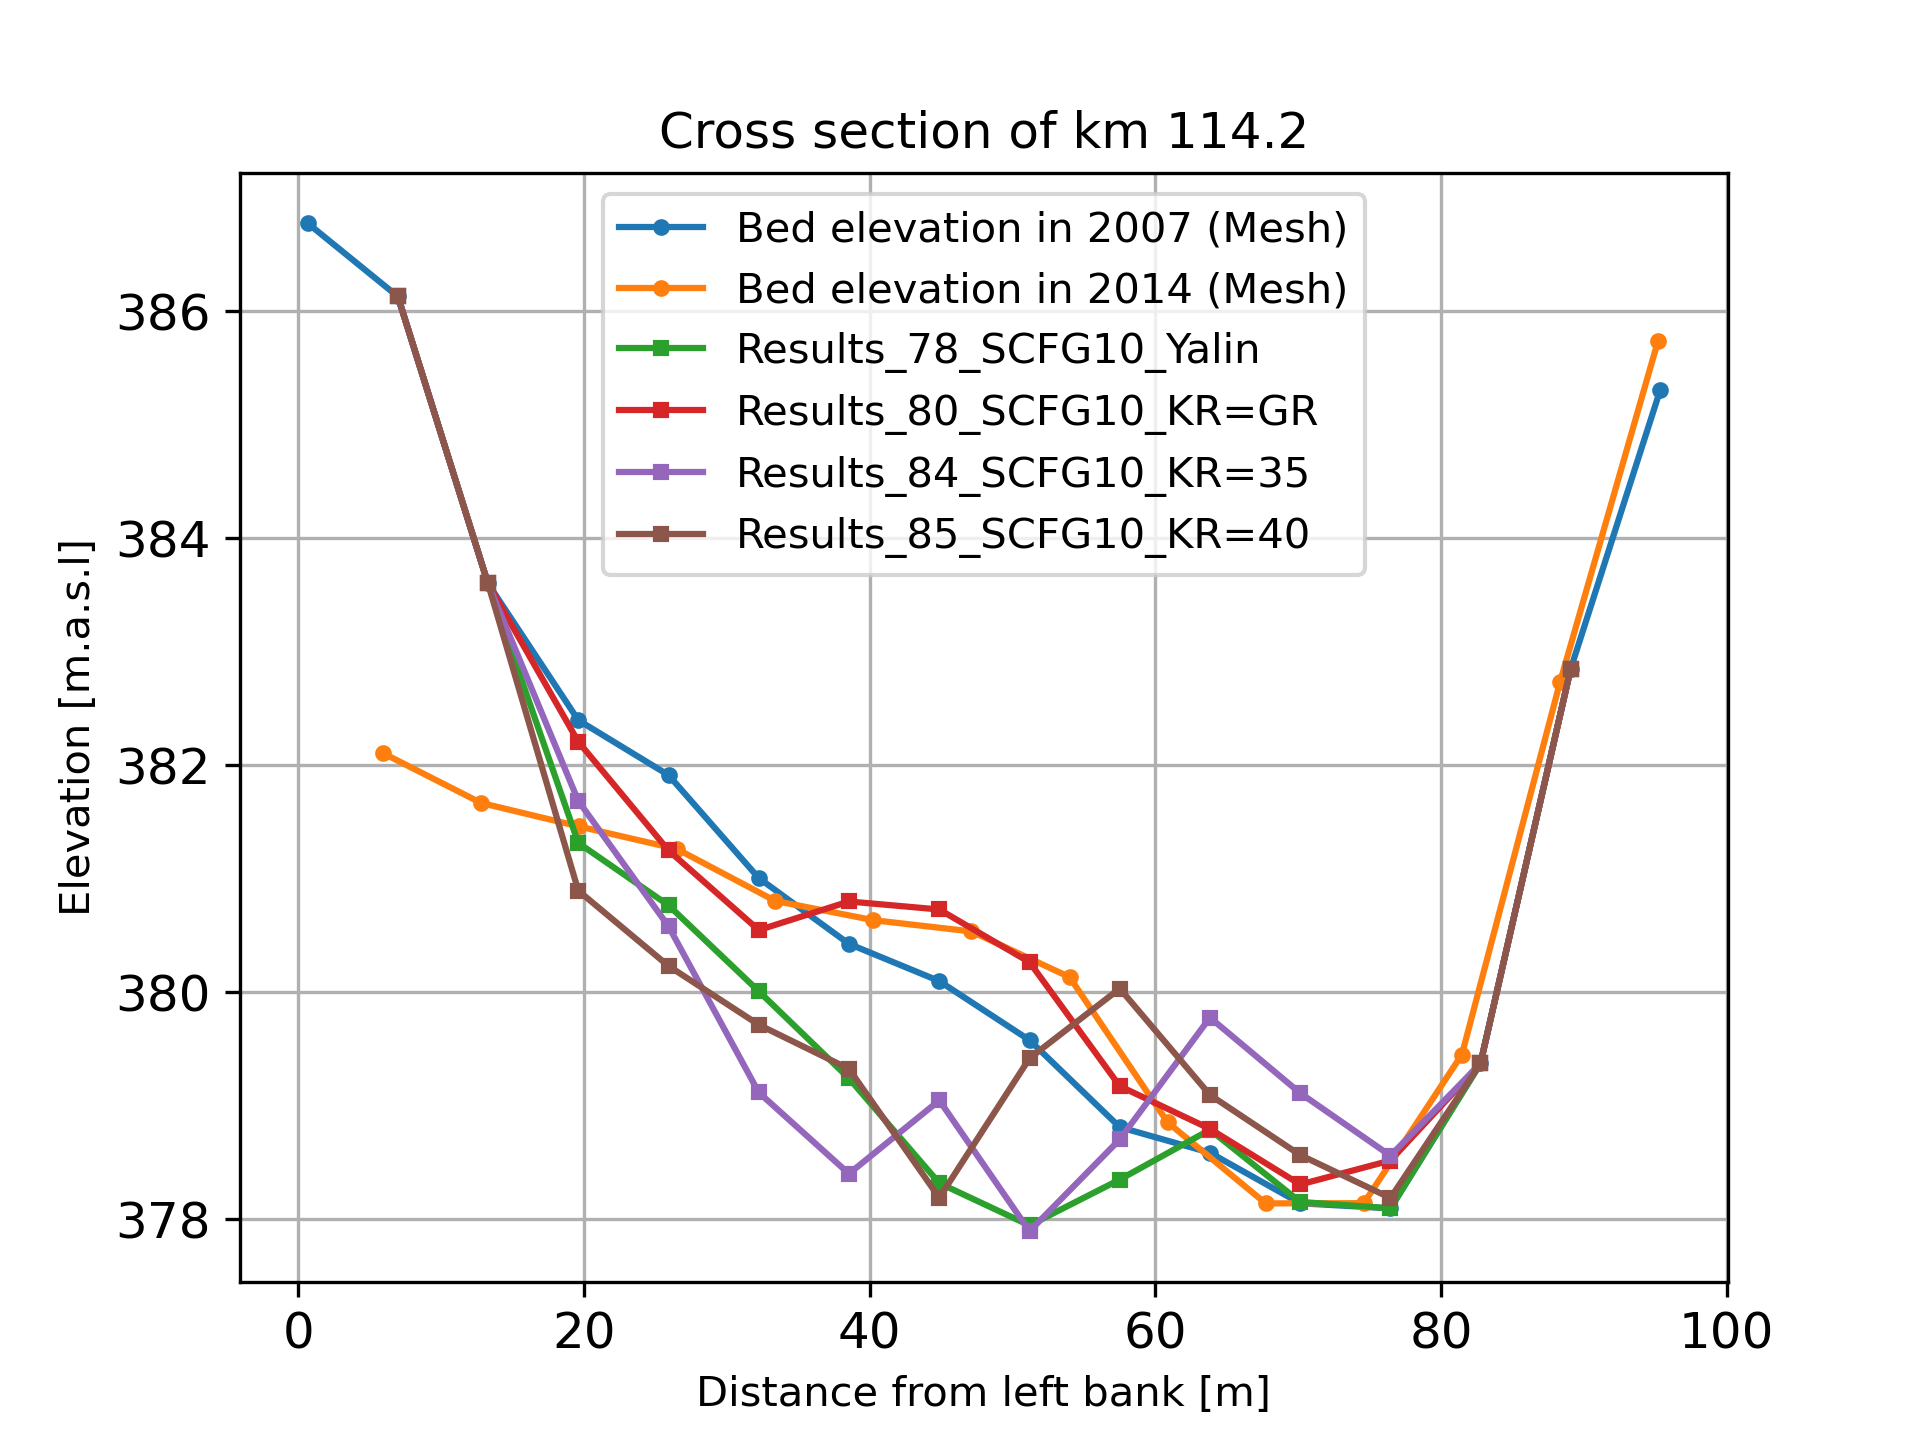 Cross section of km 114.2
Bed elevation in 2007 (Mesh)
Bed elevation in 2014 (Mesh)
Results_78_SCFG10_Yalin
Results_80_SCFG10_KR=GR
Results_84_SCFG10_KR=35
Results_85_SCFG10_KR=40
386
384
382
380
378
Elevation [m.a.s.l]
0 20 40 60 80 100
Distance from left bank [m]